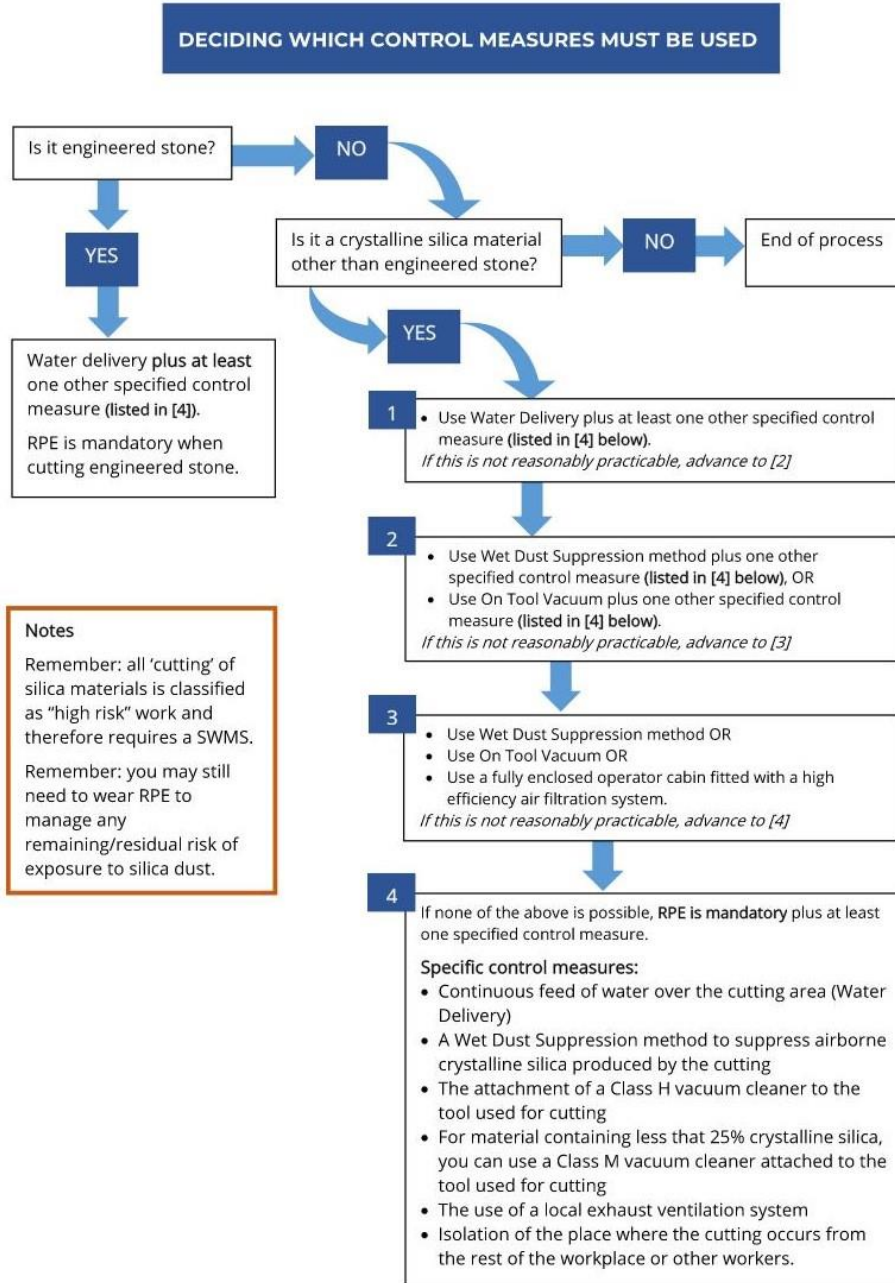 DECIDING WHICH CONTROL MEASURES MUST BE USED
Is it engineered stone?
NO
YES
Is it a crystalline silica material
other than engineered stone?
NO
End of process
YES
Water delivery plus at least
one other specified control
measure (listed in [4]).
RPE is mandatory when
cutting engineered stone.
1
• Use Water Delivery plus at least one other specified control
measure (listed in [4] below).
If this is not reasonably practicable, advance to [2]
2
• Use Wet Dust Suppression method plus one other
specified control measure (listed in [4] below), OR
• Use On Tool Vacuum plus one other specified control
measure (listed in [4] below).
If this is not reasonably practicable, advance to [3]
Notes
Remember: all ‘cutting’ of
silica materials is classified
as “high risk” work and
therefore requires a SWMS.
Remember: you may still
need to wear RPE to
manage any
remaining/residual risk of
exposure to silica dust.
3
• Use Wet Dust Suppression method OR
• Use On Tool Vacuum OR
• Use a fully enclosed operator cabin fitted with a high
efficiency air filtration system.
If this is not reasonably practicable, advance to [4]
4
If none of the above is possible, RPE is mandatory plus at least
one specified control measure.
Specific control measures:
• Continuous feed of water over the cutting area (Water
Delivery)
• A Wet Dust Suppression method to suppress airborne
crystalline silica produced by the cutting
• The attachment of a Class H vacuum cleaner to the
tool used for cutting
• For material containing less that 25% crystalline silica,
you can use a Class M vacuum cleaner attached to the
tool used for cutting
• The use of a local exhaust ventilation system
• Isolation of the place where the cutting occurs from
the rest of the workplace or other workers.